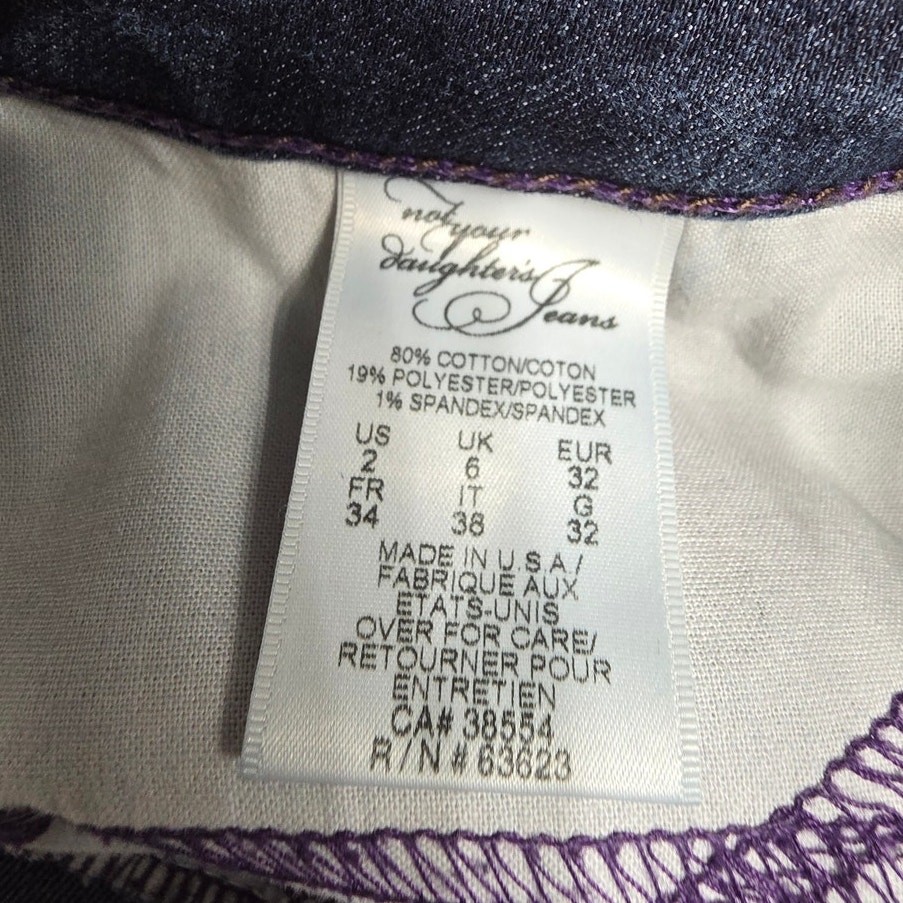 not your
daughter's
Jeans
80% COTTON/COTON
19% POLYESTER/POLYESTER
1% SPANDEX/SPANDEX
US UK EUR
2 6 32
FR IT G
34 38 32
MADE IN U.S.A/
FABRIQUE AUX
ETATS-UNIS
OVER FOR CARE/
RETOURNER POUR
ENTRETIEN
CA# 38554
R/N # 63623